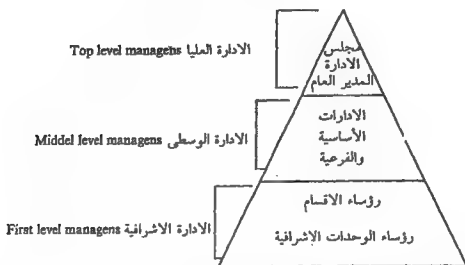 مجلس
الادارة
المدير العام
Top level managens الادارة العليا
الادارات
الأساسية
والفرعية
Middel level managens الادارة الوسطى
رؤساء الاقسام
First level managens الادارة الاشرافية
رؤساء الوحدات الإشرافية